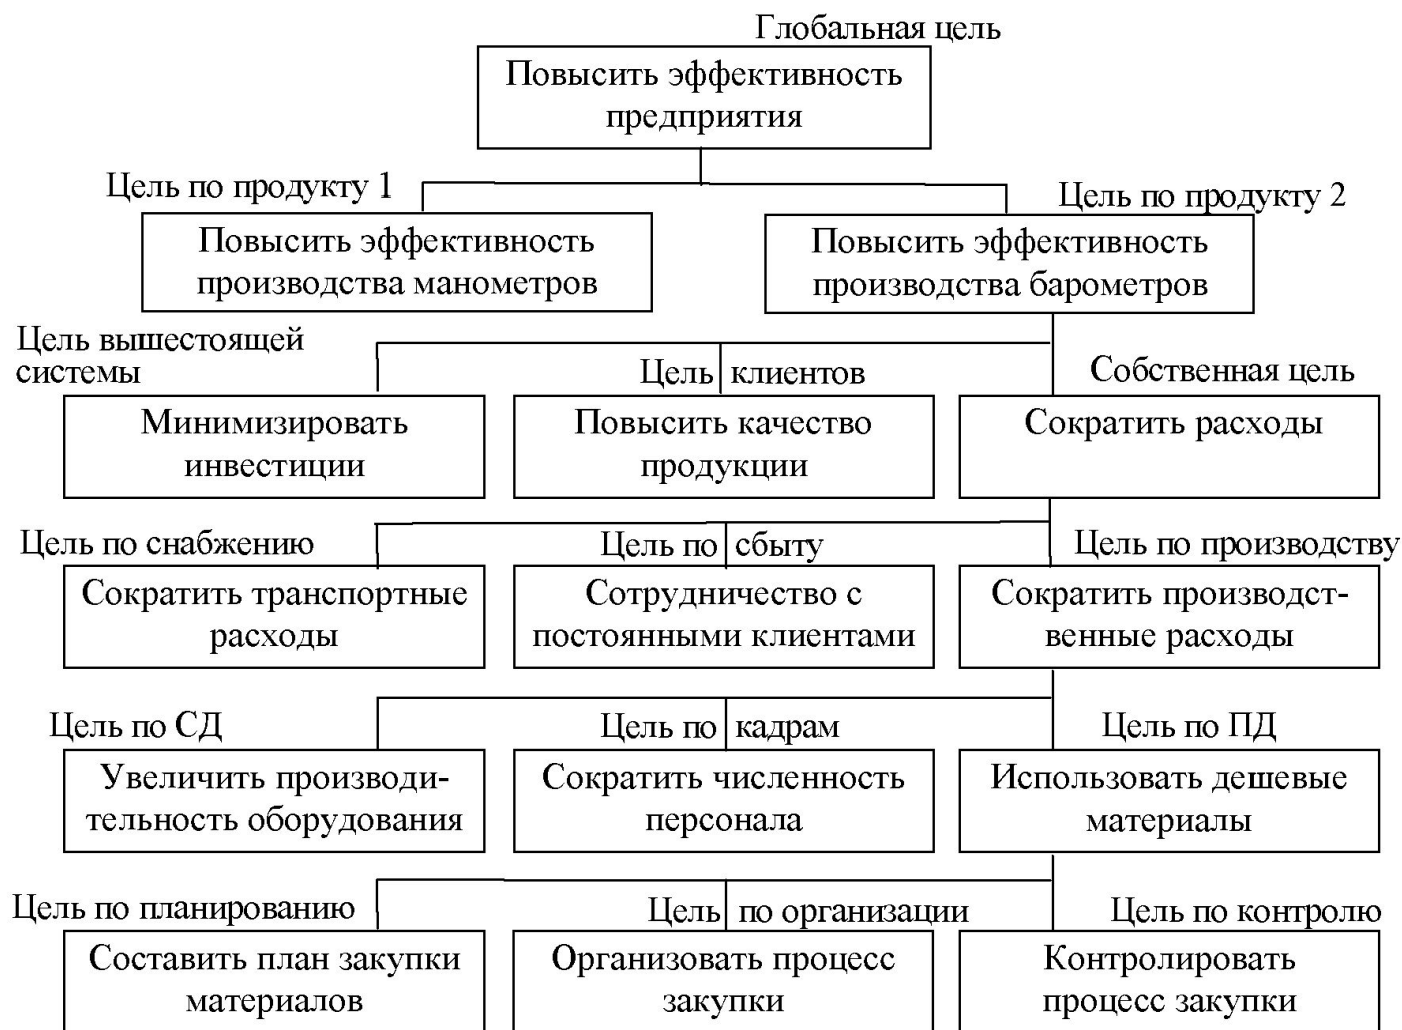 Глобальная цель
Повысить эффективность
предприятия
Цель по продукту 1
Цель по продукту 2
Повысить эффективность
производства манометров
Повысить эффективность
производства барометров
Цель вышестоящей
системы
Цель клиентов
Собственная цель
Минимизировать
инвестиции
Повысить качество
продукции
Сократить расходы
Цель по снабжению
Цель по сбыту
Цель по производству
Сократить транспортные
расходы
Сотрудничество с
постоянными клиентами
Сократить производст-
венные расходы
Цель по СД
Цель по кадрам
Цель по ПД
Увеличить производи-
тельность оборудования
Сократить численность
персонала
Использовать дешевые
материалы
Цель по планированию
Цель по организации
Цель по контролю
Составить план закупки
материалов
Организовать процесс
закупки
Контролировать
процесс закупки